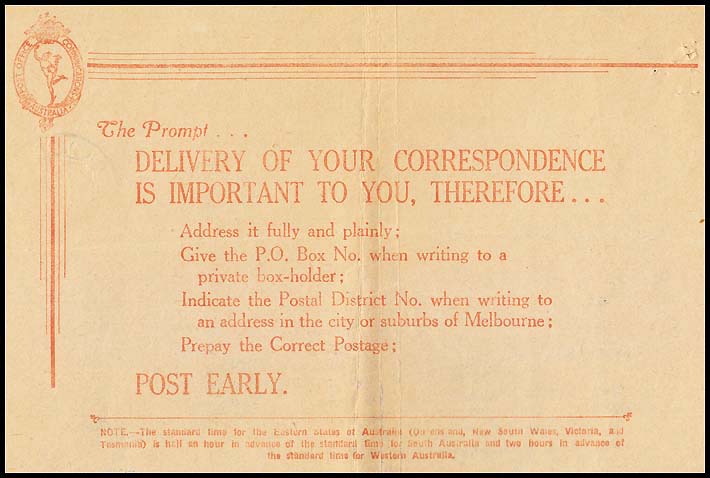 POST OFFICE COMMUNICATIONS
AUSTRALIA
The Prompt . . .
DELIVERY OF YOUR CORRESPONDENCE
IS IMPORTANT TO YOU, THEREFORE . . .
Address it fully and plainly;
Give the P.O. Box No. when writing to a
private box-holder;
Indicate the Postal District No. when writing to
an address in the city or suburbs of Melbourne;
Prepay the Correct Postage;
POST EARLY.
NOTE.—The standard time for the Eastern States of Australia (Queensland, New South Wales, Victoria, and
Tasmania) is half an hour in advance of the standard time for South Australia and two hours in advance of
the standard time for Western Australia.